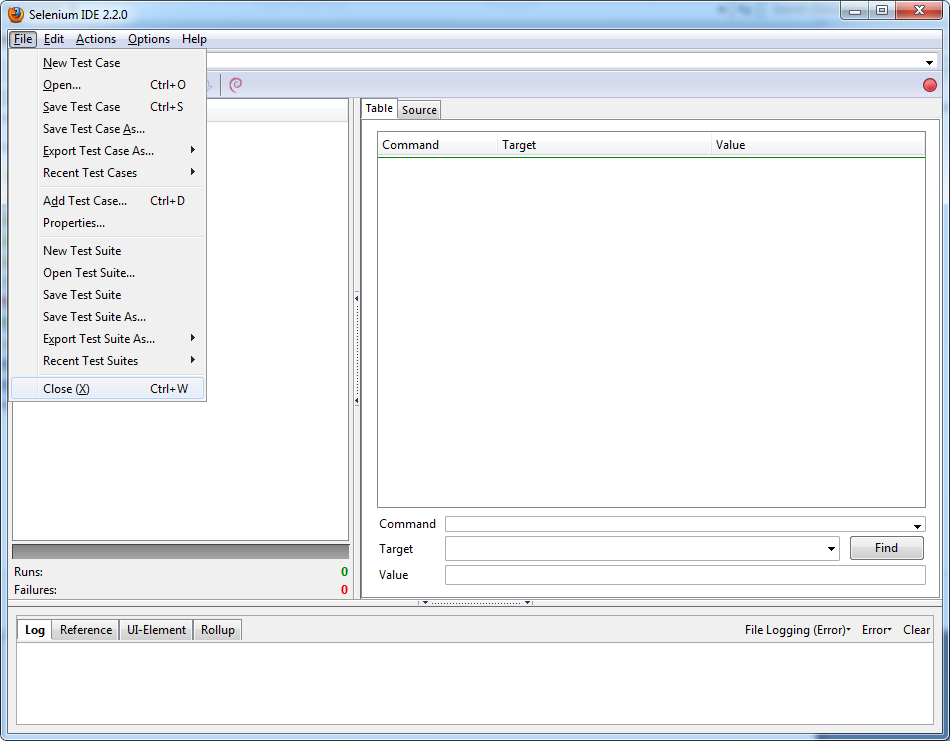 Selenium IDE 2.2.0
File Edit Actions Options Help
New Test Case
Open... Ctrl+O
Save Test Case Ctrl+S
Save Test Case As...
Export Test Case As...
Recent Test Cases
Add Test Case... Ctrl+D
Properties...
New Test Suite
Open Test Suite...
Save Test Suite
Save Test Suite As...
Export Test Suite As...
Recent Test Suites
Close (X) Ctrl+W
Table Source
Command Target Value
Command
Target Find
Value
Runs: 0
Failures: 0
Log Reference UI-Element Rollup File Logging (Error) Error Clear